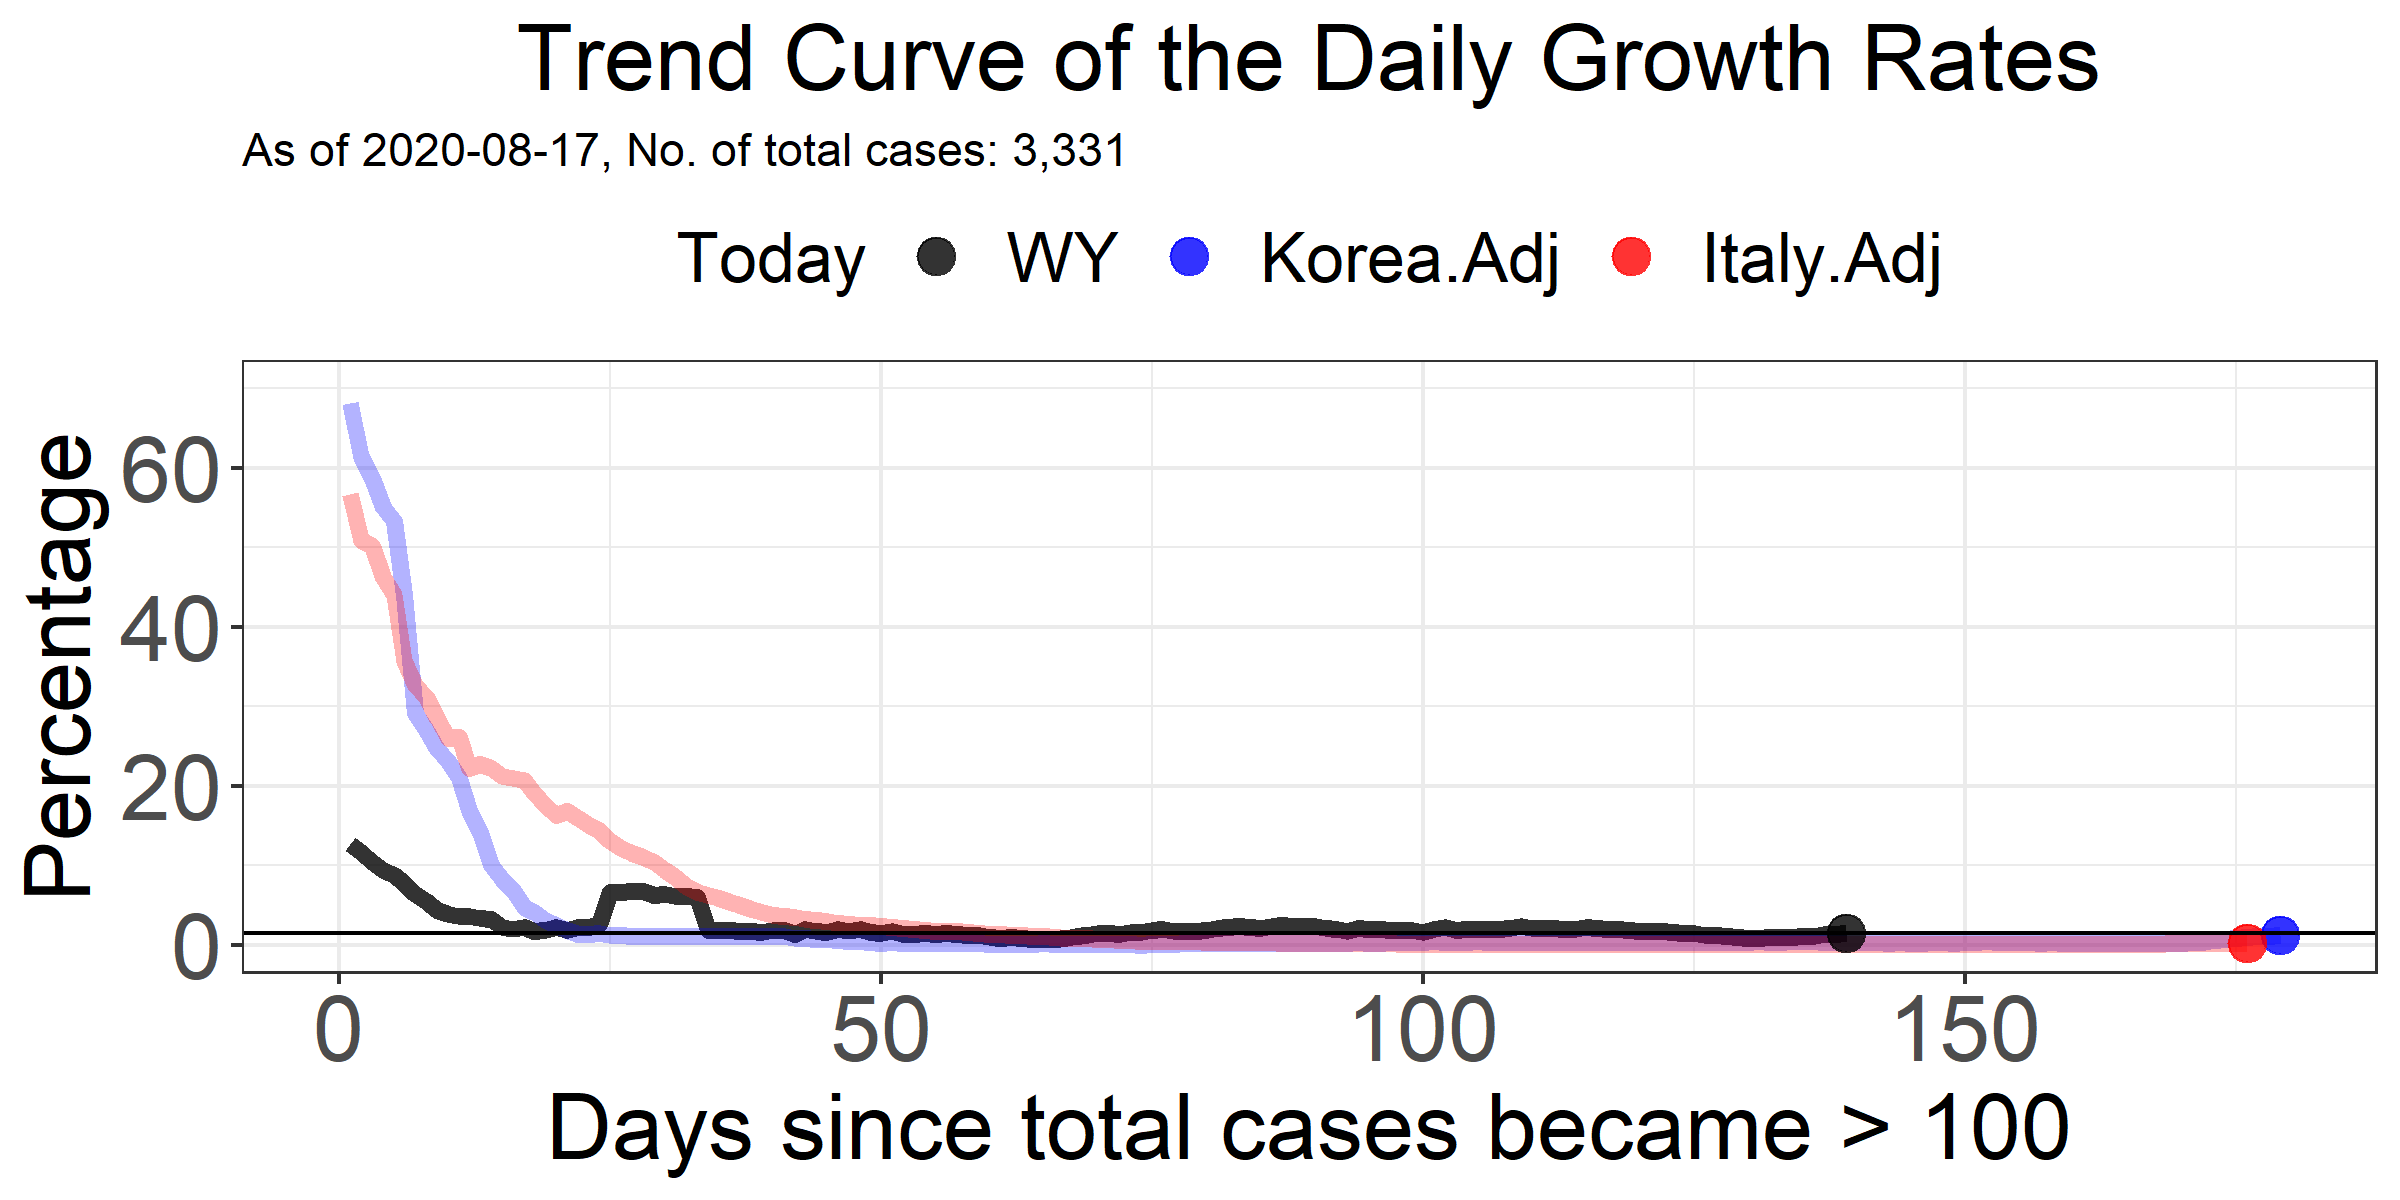 Trend Curve of the Daily Growth Rates
As of 2020-08-17, No. of total cases: 3,331
Today WY Korea.Adj Italy.Adj
Percentage
60
40
20
0
0 50 100 150
Days since total cases became > 100